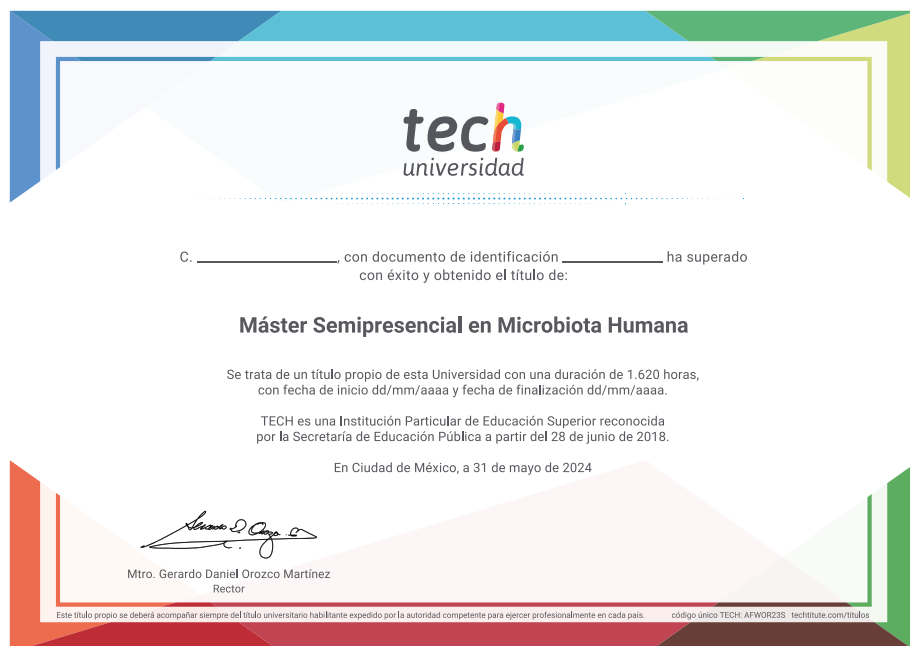 tech
universidad
C. ____________, con documento de identificación ____________ ha superado
con éxito y obtenido el título de:
Máster Semipresencial en Microbiota Humana
Se trata de un título propio de esta Universidad con una duración de 1.620 horas,
con fecha de inicio dd/mm/aaaa y fecha de finalización dd/mm/aaaa.
TECH es una Institución Particular de Educación Superior reconocida
por la Secretaría de Educación Pública a partir del 28 de junio de 2018.
En Ciudad de México, a 31 de mayo de 2024
Mtro. Gerardo Daniel Orozco Martínez
Rector
Este título propio se deberá acompañar siempre del título universitario habilitante expedido por la autoridad competente para ejercer profesionalmente en cada país. código único TECH: AFWOR23S techtitute.com/titulos